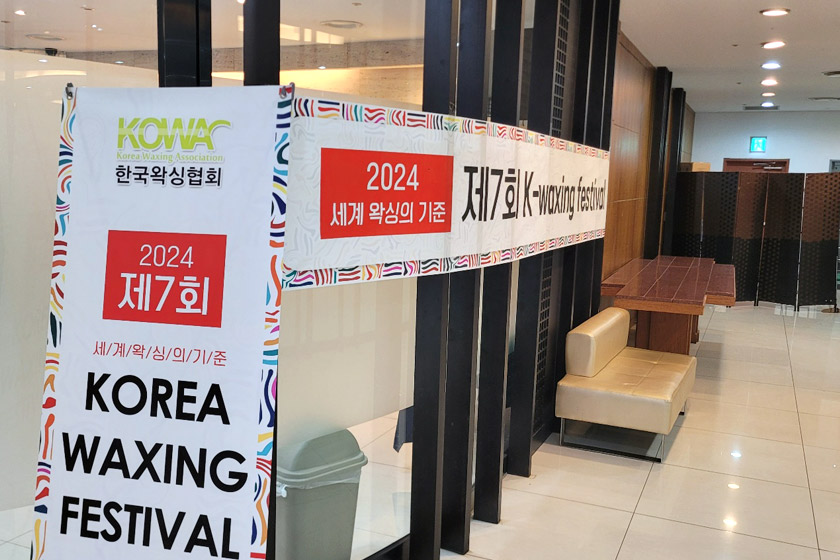 KOWAC
Korea Waxing Association
한국왁싱협회
2024
제7회
세/계/왁/싱/의/기/준
KOREA
WAXING
FESTIVAL
2024
세계 왁싱의 기준
제7회 K-waxing festival